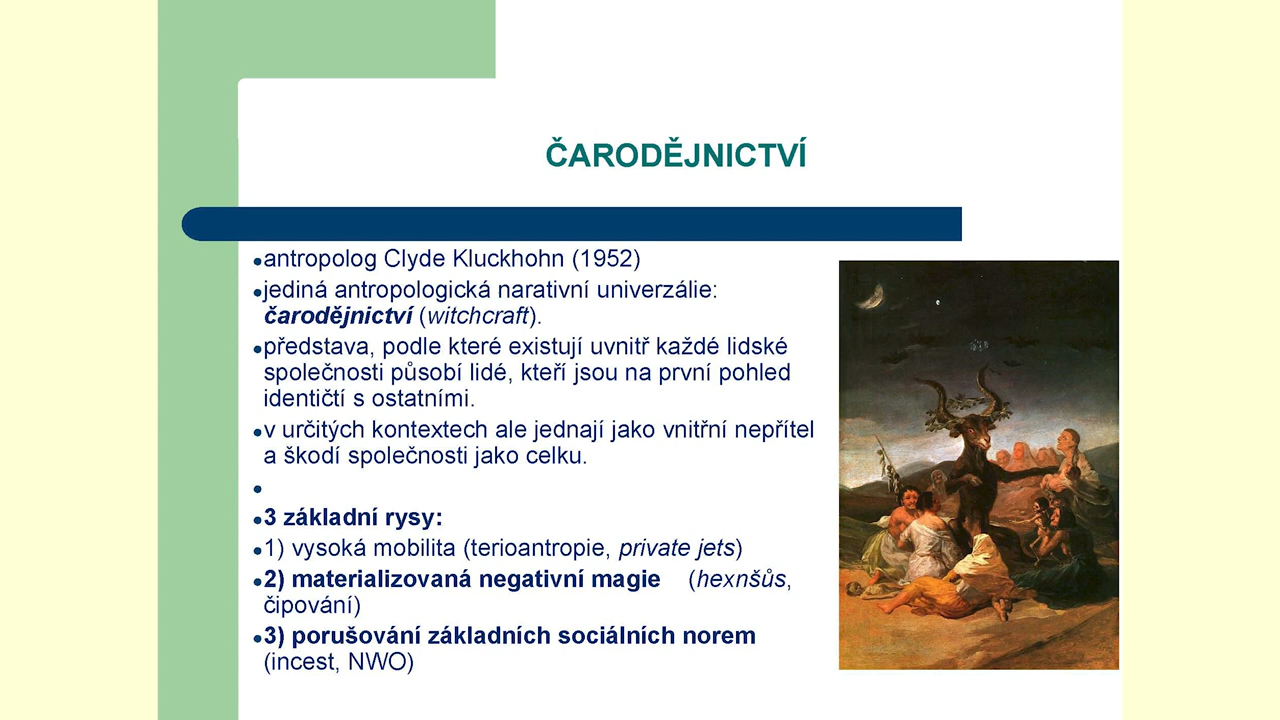 ČARODĚJNICTVÍ
●antropolog Clyde Kluckhohn (1952)
●jediná antropologická narativní univerzálie:
čarodějnictví (witchcraft).
●představa, podle které existují uvnitř každé lidské
společnosti působí lidé, kteří jsou na první pohled
identičtí s ostatními.
●v určitých kontextech ale jednají jako vnitřní nepřítel
a škodí společnosti jako celku.
●
●3 základní rysy:
●1) vysoká mobilita (terioantropie, private jets)
●2) materializovaná negativní magie (hexnšůs,
čipování)
●3) porušování základních sociálních norem
(incest, NWO)